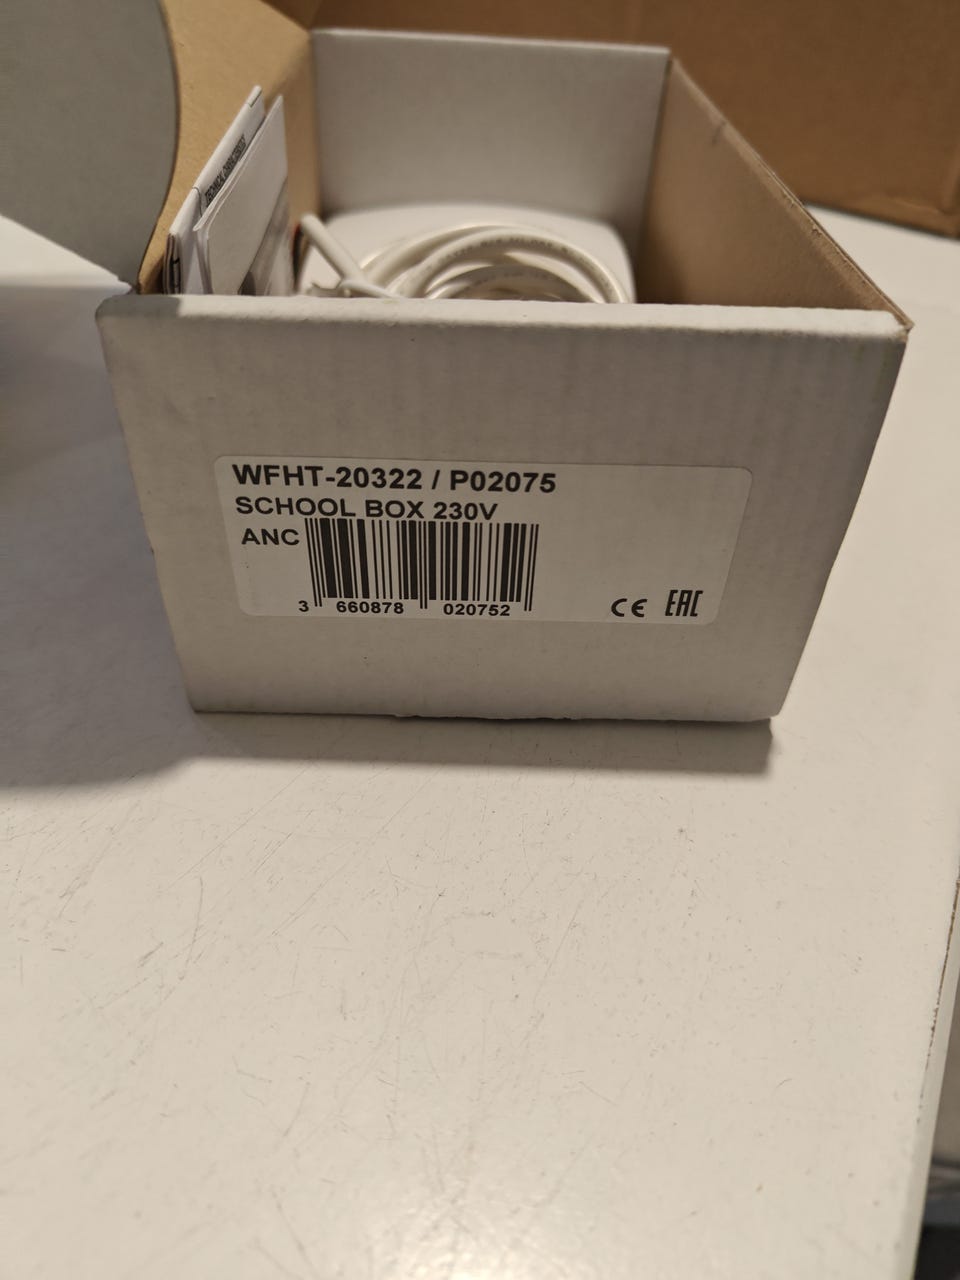 WFHT-20322 / P02075
SCHOOL BOX 230V
ANC
3 660878 020752
CE EAC